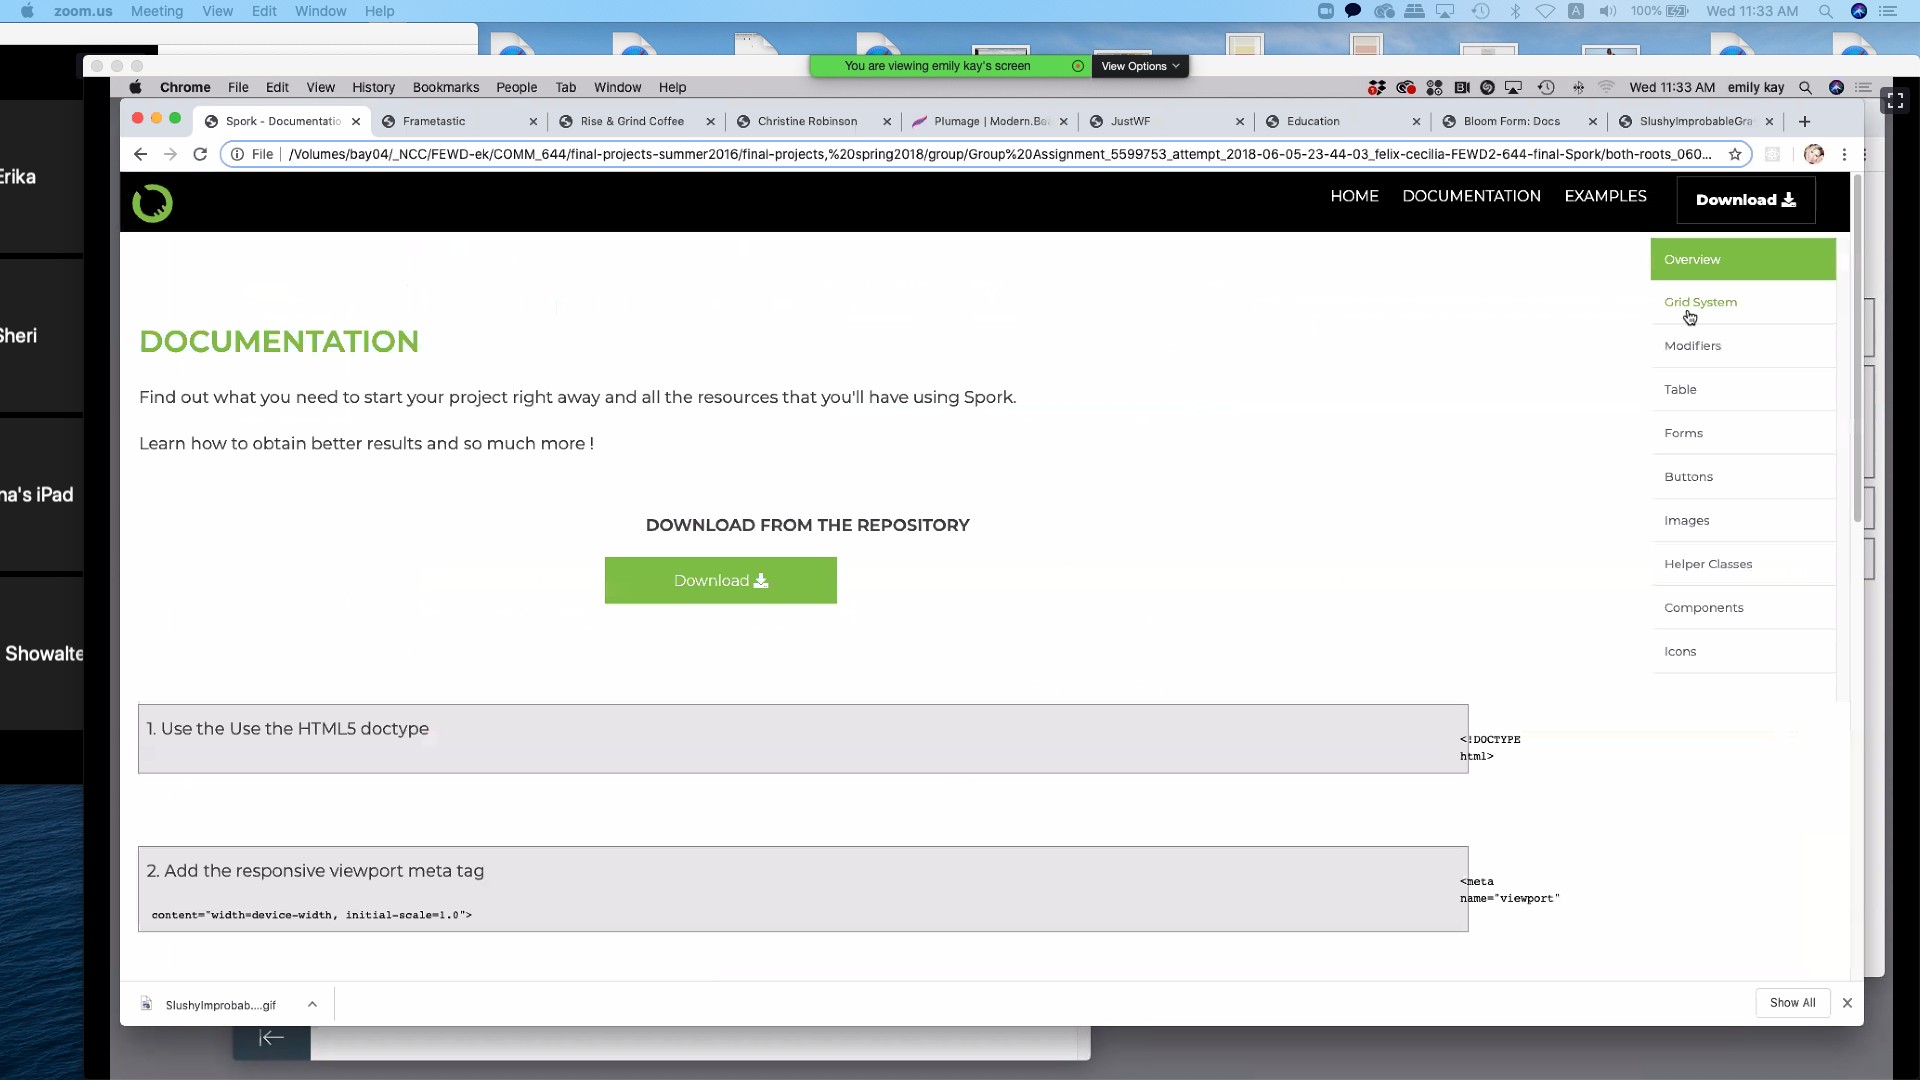 zoom.us Meeting View Edit Window Help
100% Wed 11:33 AM
You are viewing emily kay's screen View Options
Chrome File Edit View History Bookmarks People Tab Window Help
Wed 11:33 AM emily kay
Spork - Documentatio Frametastic Rise & Grind Coffee Christine Robinson Plumage | Modern.Be JustWF Education Bloom Form: Docs SlushyImprobableGra
File /Volumes/bay04/_NCC/FEWD-ek/COMM_644/final-projects-summer2016/final-projects,%20spring2018/group/Group%20Assignment_5599753_attempt_2018-06-05-23-44-03_felix-cecilia-FEWD2-644-final-Spork/both-roots_060...
HOME DOCUMENTATION EXAMPLES Download
Erika
Sheri
na's iPad
Showalte
Overview
Grid System
Modifiers
Table
Forms
Buttons
Images
Helper Classes
Components
Icons
DOCUMENTATION
Find out what you need to start your project right away and all the resources that you'll have using Spork.
Learn how to obtain better results and so much more !
DOWNLOAD FROM THE REPOSITORY
Download
1. Use the Use the HTML5 doctype
<!DOCTYPE
html>
2. Add the responsive viewport meta tag
<meta
name="viewport"
content="width=device-width, initial-scale=1.0">
SlushyImprobab....gif
Show All